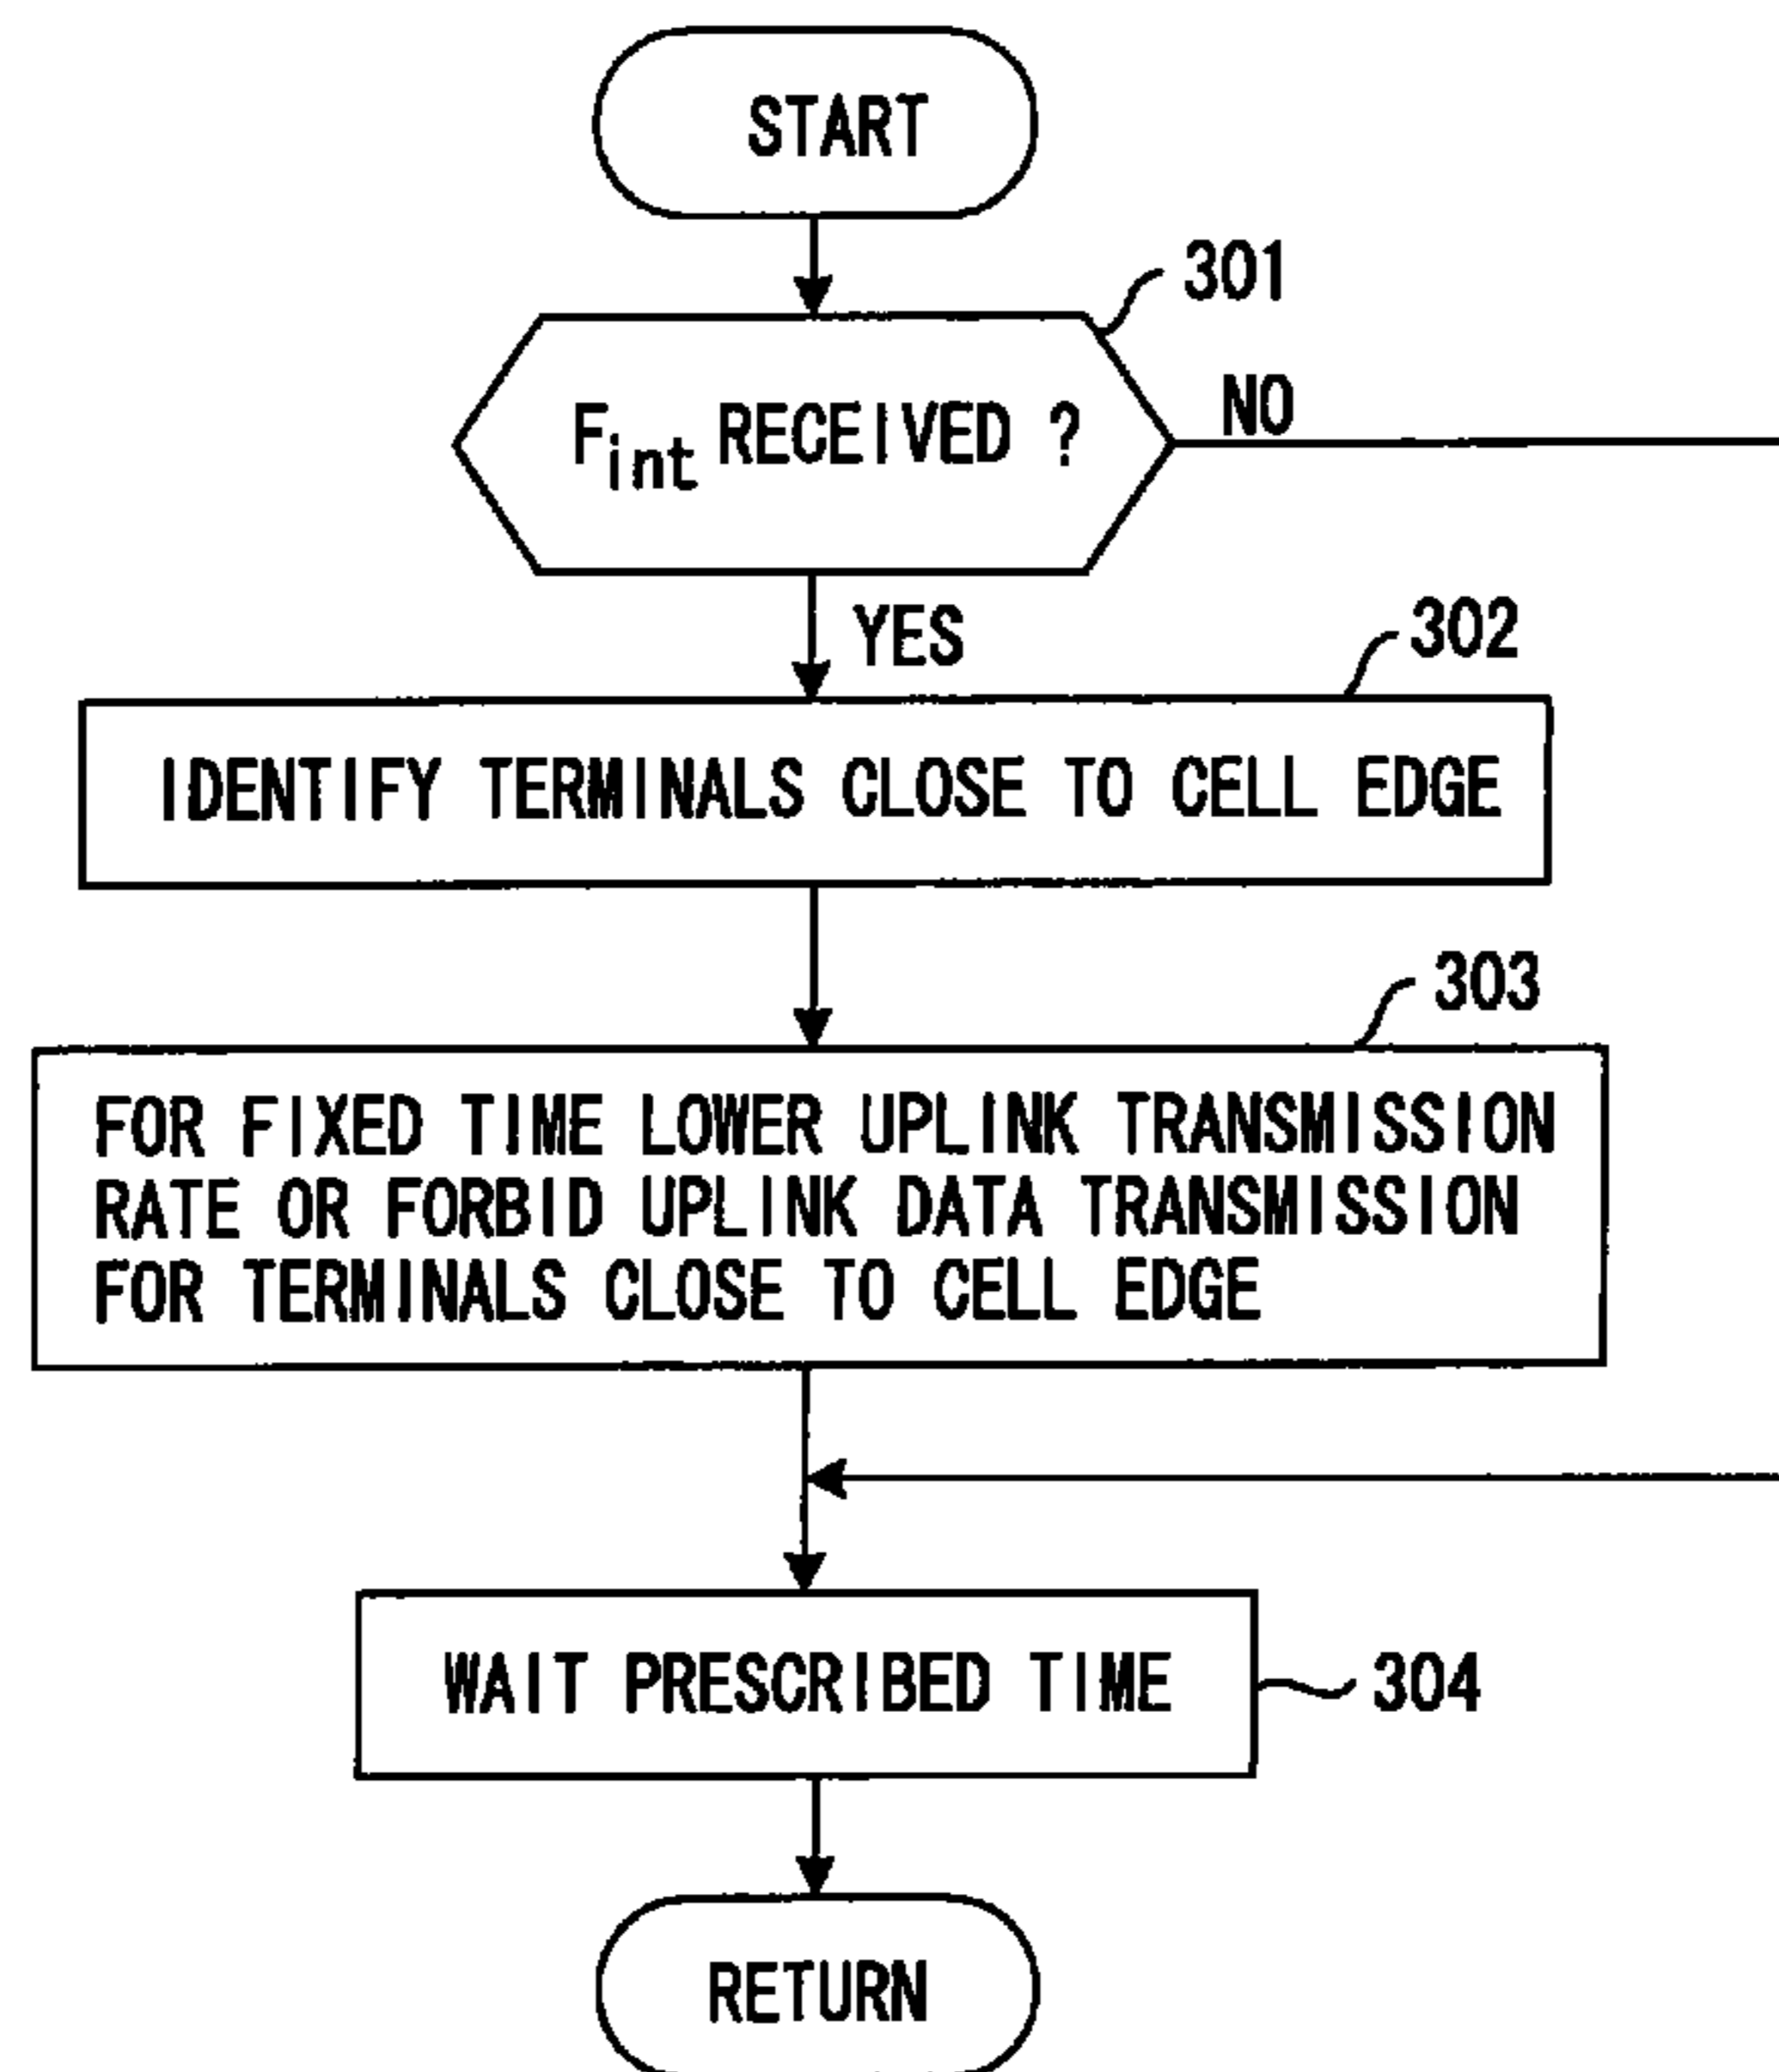 START
301
F_int RECEIVED ?
NO
YES
302
IDENTIFY TERMINALS CLOSE TO CELL EDGE
303
FOR FIXED TIME LOWER UPLINK TRANSMISSION
RATE OR FORBID UPLINK DATA TRANSMISSION
FOR TERMINALS CLOSE TO CELL EDGE
WAIT PRESCRIBED TIME
304
RETURN